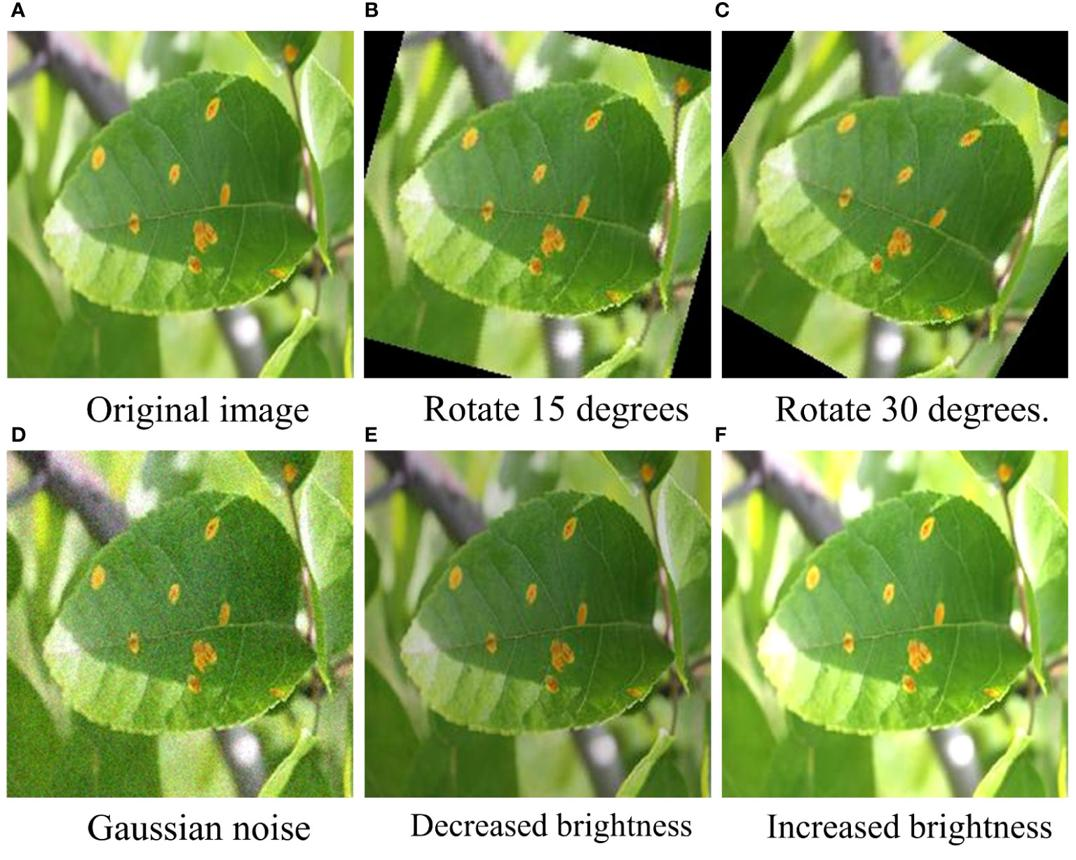 A
B
C
Original image
Rotate 15 degrees
Rotate 30 degrees.
D
E
F
Gaussian noise
Decreased brightness
Increased brightness